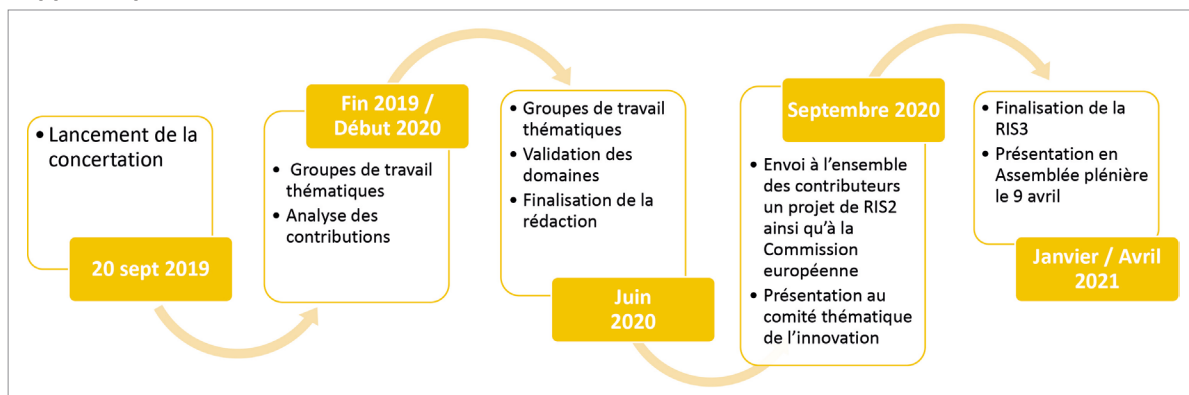 • Lancement de la
concertation
20 sept 2019
Fin 2019 /
Début 2020
• Groupes de travail
thématiques
• Analyse des
contributions
• Groupes de travail
thématiques
• Validation des
domaines
• Finalisation de la
rédaction
Juin
2020
Septembre 2020
• Envoi à l’ensemble
des contributeurs
un projet de RIS2
ainsi qu’à la
Commission
européenne
• Présentation au
comité thématique
de l’innovation
• Finalisation de la
RIS3
• Présentation en
Assemblée plénière
le 9 avril
Janvier / Avril
2021